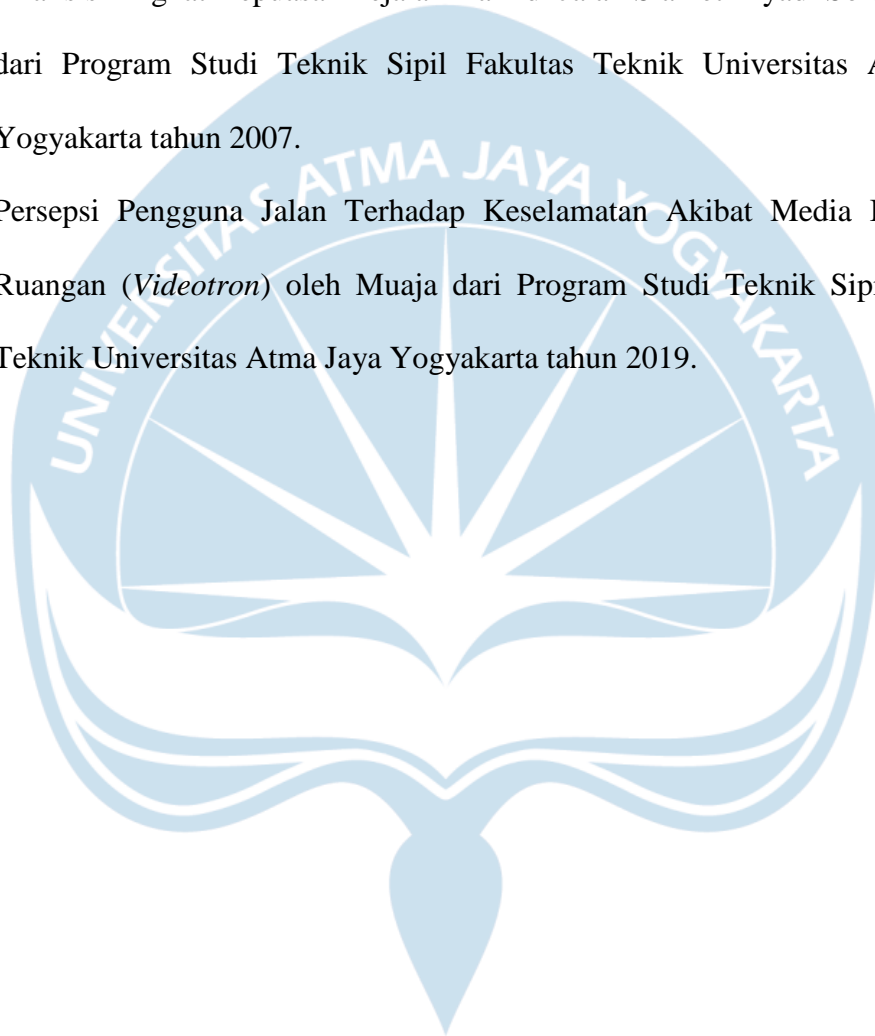 dari Program Studi Teknik Sipil Fakultas Teknik Universitas
Yogyakarta tahun 2007.
Persepsi Pengguna Jalan Terhadap Keselamatan Akibat Media
Ruangan (Videotron) oleh Muaja dari Program Studi Teknik
Teknik Universitas Atma Jaya Yogyakarta tahun 2019.
UNIVERSITAS ATMA JAYA YOGYAKARTA